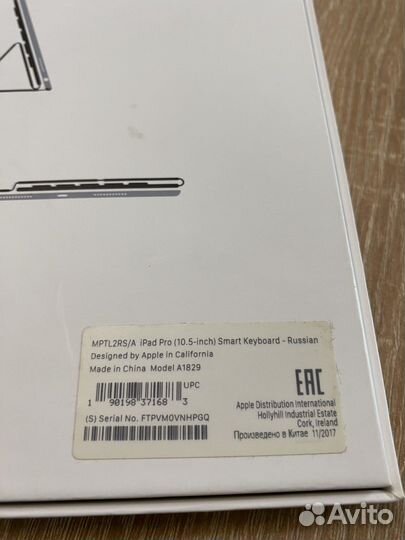 MPTL2RS/A iPad Pro (10.5-inch) Smart Keyboard - Russian
Designed by Apple in California
Made in China Model A1829
UPC
1 98198 37168 3
(S) Serial No. FTPVM0VNHPGQ
EAC
Apple Distribution International
Hollyhill Industrial Estate
Cork, Ireland
Произведено в Китае 11/2017
Avito